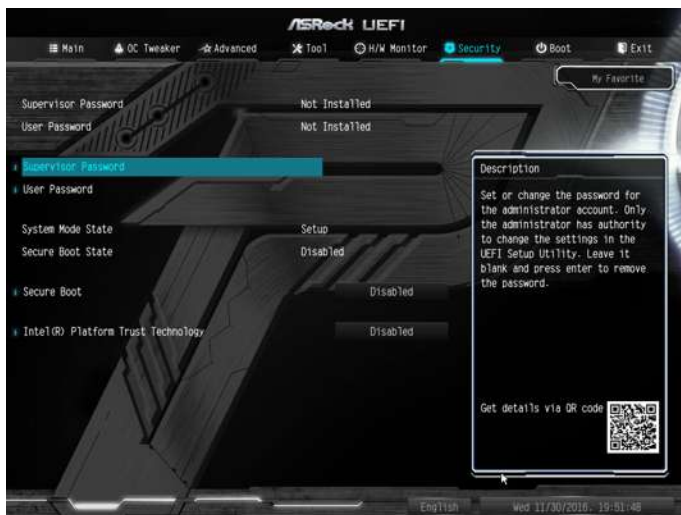 ASRock UEFI
Main OC Tweaker Advanced Tool H/W Monitor Security Boot Exit
My Favorite
Supervisor Password Not Installed
User Password Not Installed
Supervisor Password
User Password
System Mode State Setup
Secure Boot State Disabled
Secure Boot Disabled
Intel(R) Platform Trust Technology Disabled
Description
Set or change the password for
the administrator account. Only
the administrator has authority
to change the settings in the
UEFI Setup Utility. Leave it
blank and press enter to remove
the password.
Get details via QR code
English Wed 11/30/2016. 19:51:48